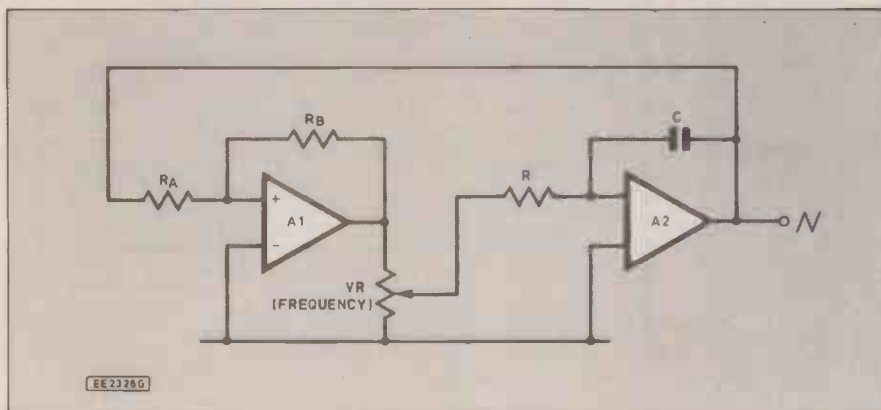 RB
C
RA
R
+
A1
A2
−
VR
(FREQUENCY)
EE2326G